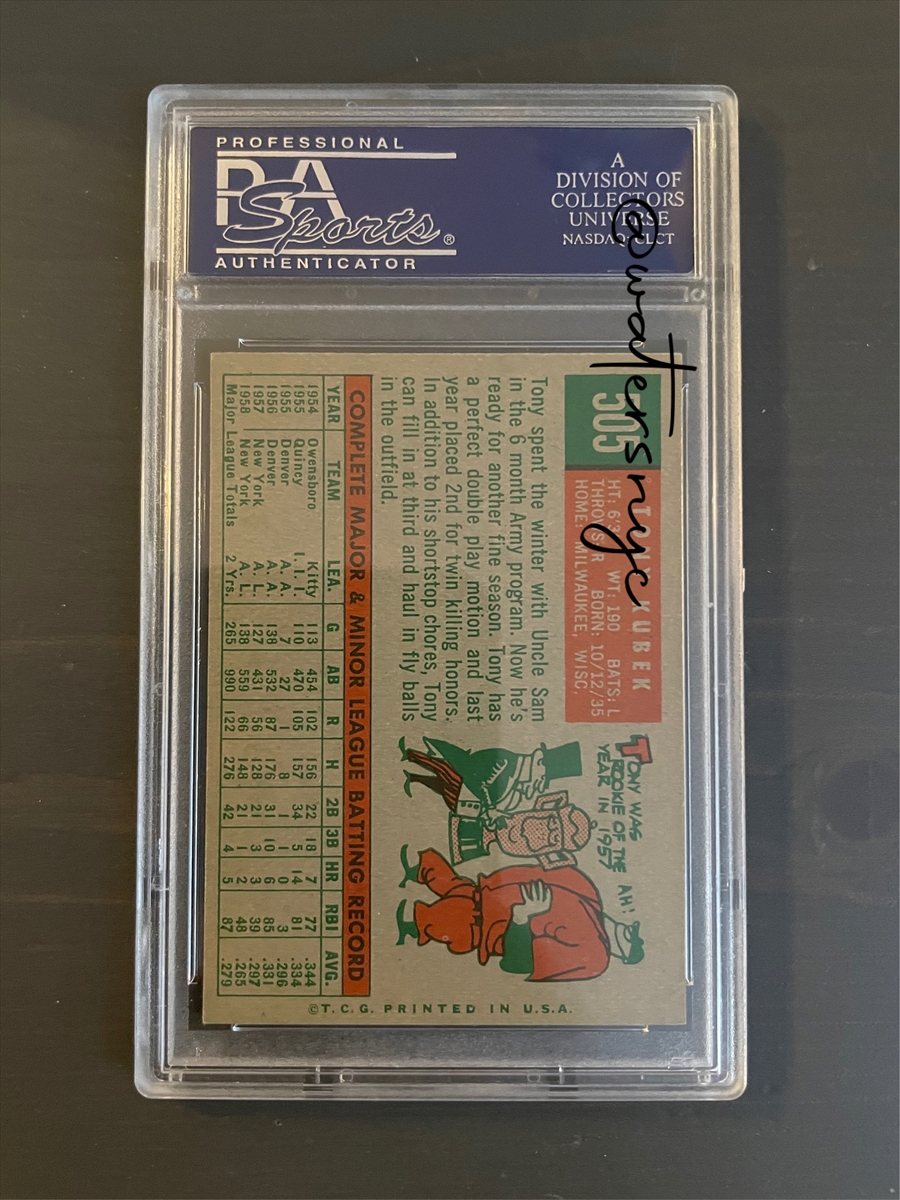 PROFESSIONAL
PSA
Sports®
AUTHENTICATOR
A
DIVISION OF
COLLECTORS
UNIVERSE
NASDAQ: CLCT
@watersnyc
505
TONY KUBEK
HT: 6'3 WT: 190 BATS: L
THROWS: R BORN: 10/12/35
HOME: MILWAUKEE, WISC.
Tony spent the winter with Uncle Sam
in the 6 month Army program. Now he's
ready for another fine season. Tony has
a perfect double play motion and last
year placed 2nd for twin killing honors.
In addition to his shortstop chores, Tony
can fill in at third and haul in fly balls
in the outfield.
TONY WAS
ROOKIE OF THE
YEAR IN 1957
AH!
COMPLETE MAJOR & MINOR LEAGUE BATTING RECORD
YEAR TEAM LEA. G AB R H 2B 3B HR RBI AVG.
1954 Owensboro Kitty 113 454 102 156 22 18 7 77 .344
1955 Quincy I. I. I. 110 470 105 157 34 5 14 81 .334
1955 Denver A. A. 7 27 1 8 1 1 0 3 .296
1956 Denver A. A. 138 532 87 176 31 10 6 85 .331
1957 New York A. L. 127 431 56 128 21 3 3 39 .297
1958 New York A. L. 138 559 66 148 21 1 2 48 .265
Major League Totals 2 Yrs. 265 990 122 276 42 4 5 87 .279
©T.C.G. PRINTED IN U.S.A.